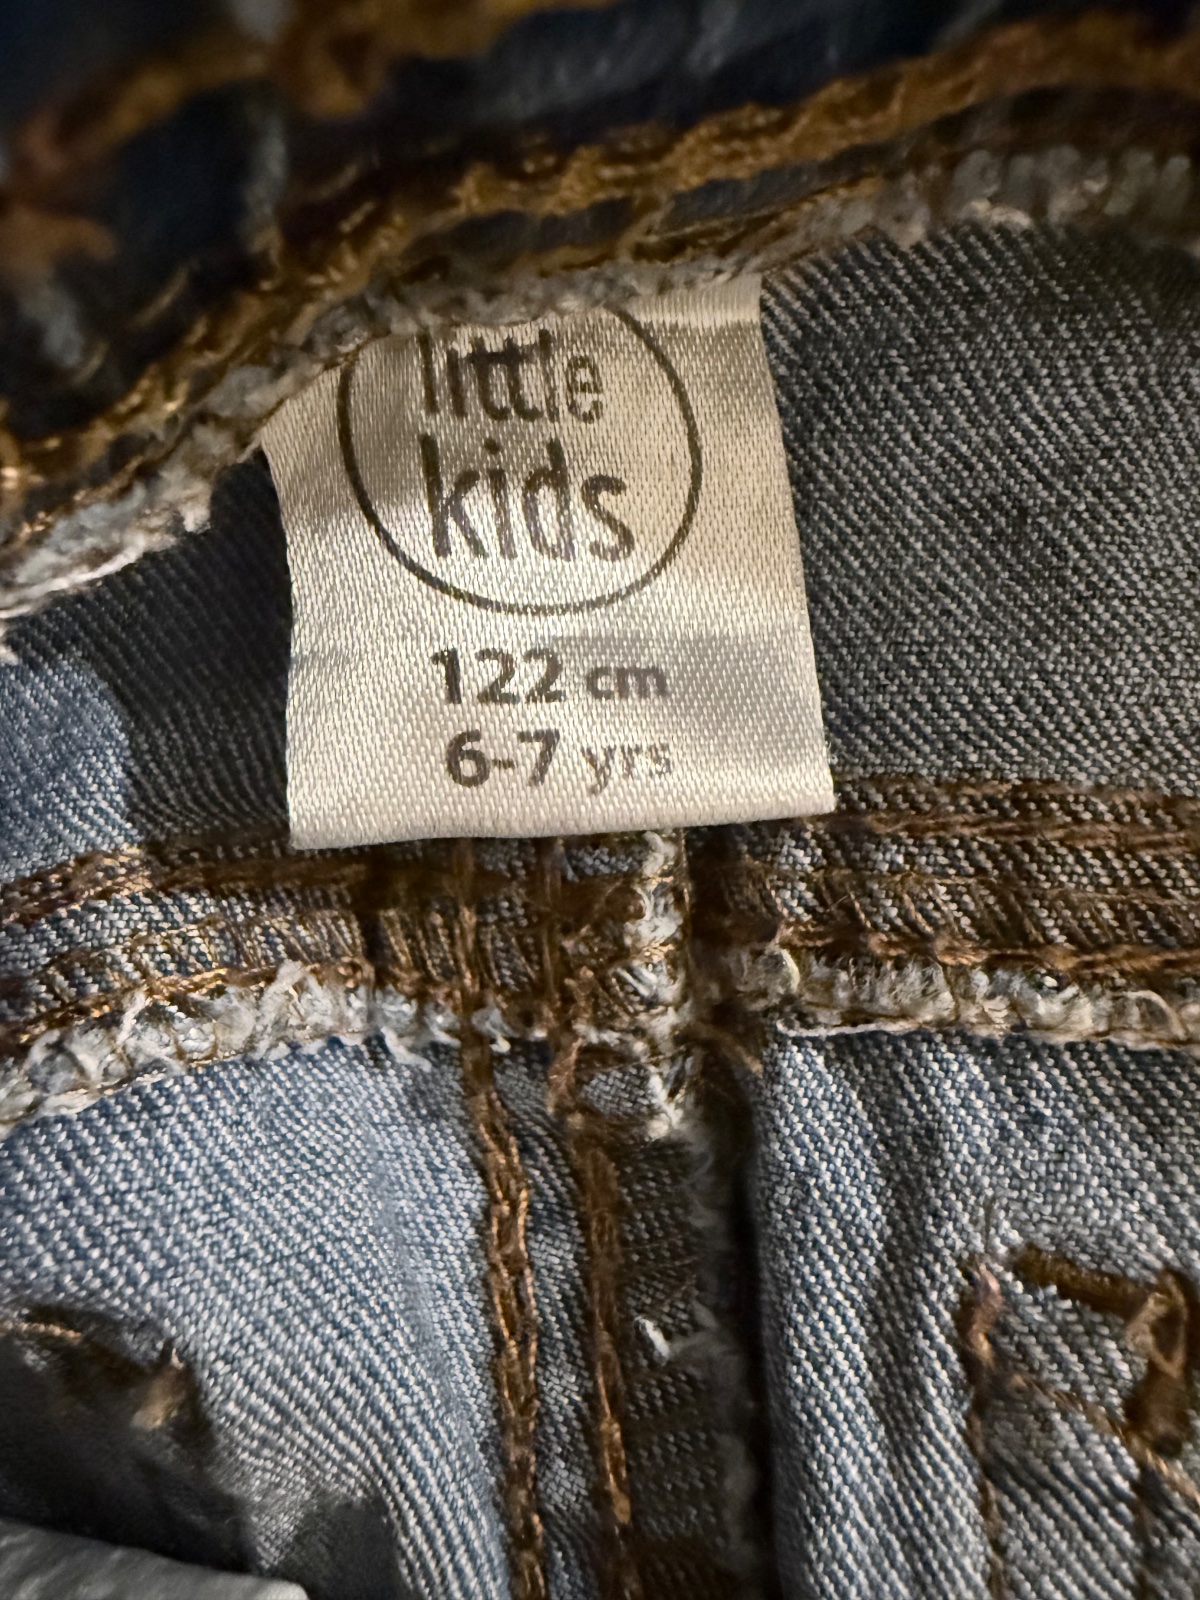 little
kids
122 cm
6-7 yrs